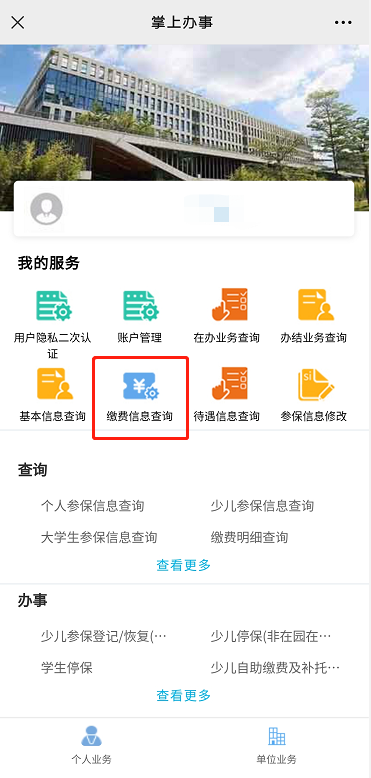 掌上办事
我的服务
用户隐私二次认
证
账户管理
在办业务查询
办结业务查询
¥
si
基本信息查询
缴费信息查询
待遇信息查询
参保信息修改
查询
个人参保信息查询
少儿参保信息查询
大学生参保信息查询
缴费明细查询
查看更多
办事
少儿参保登记/恢复(…
少儿停保(非在园在…
学生停保
少儿自助缴费及补托…
查看更多
个人业务
单位业务